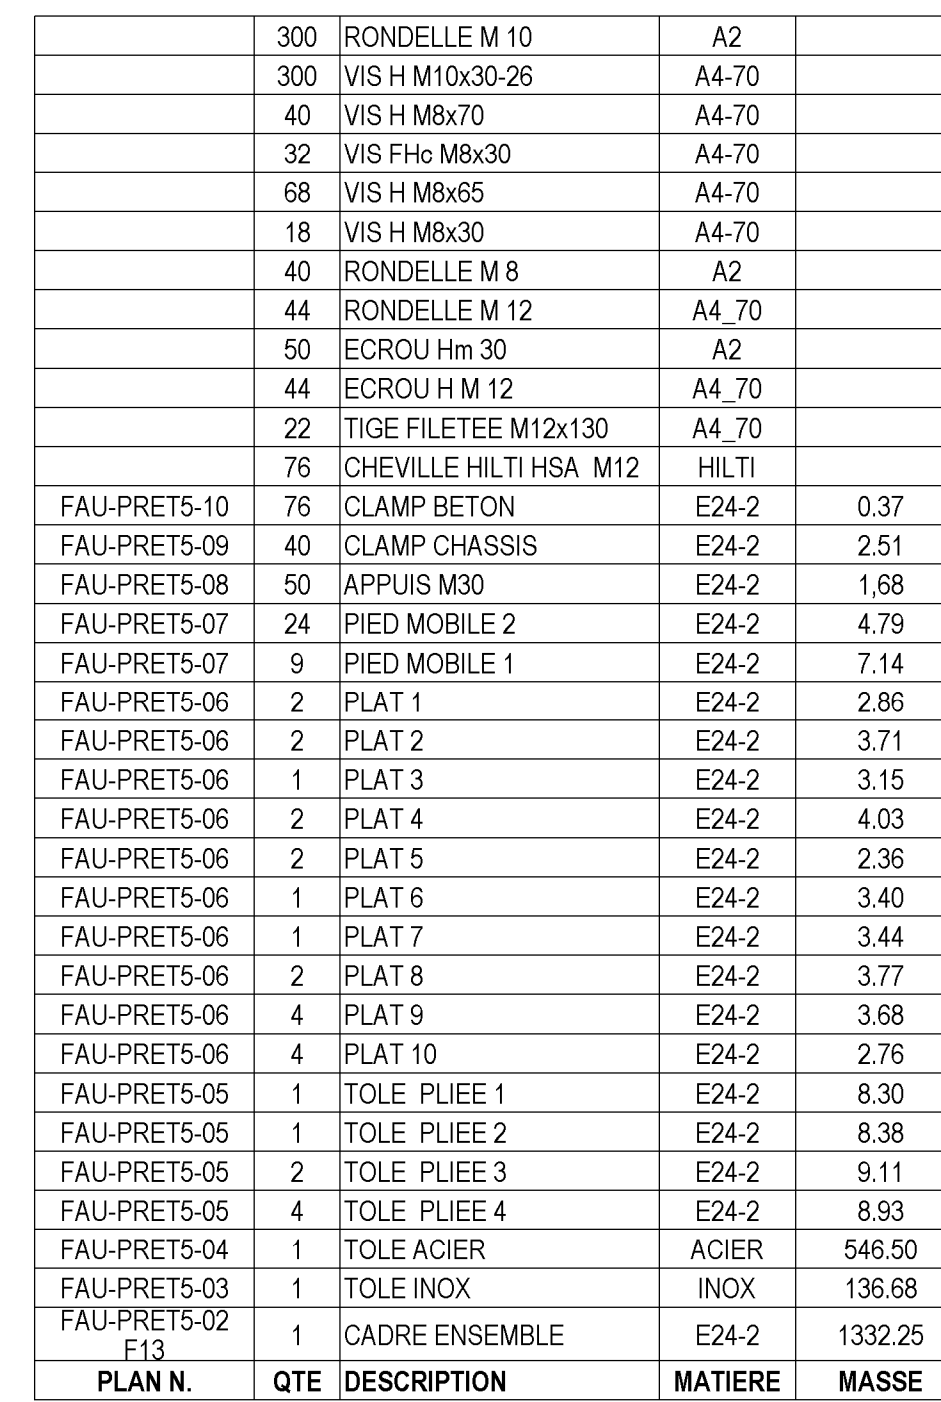 300 RONDELLE M 10 A2
300 VIS H M10x30-26 A4-70
40 VIS H M8x70 A4-70
32 VIS FHc M8x30 A4-70
68 VIS H M8x65 A4-70
18 VIS H M8x30 A4-70
40 RONDELLE M 8 A2
44 RONDELLE M 12 A4_70
50 ECROU Hm 30 A2
44 ECROU H M 12 A4_70
22 TIGE FILETEE M12x130 A4_70
76 CHEVILLE HILTI HSA M12 HILTI
FAU-PRET5-10 76 CLAMP BETON E24-2 0.37
FAU-PRET5-09 40 CLAMP CHASSIS E24-2 2.51
FAU-PRET5-08 50 APPUIS M30 E24-2 1,68
FAU-PRET5-07 24 PIED MOBILE 2 E24-2 4.79
FAU-PRET5-07 9 PIED MOBILE 1 E24-2 7.14
FAU-PRET5-06 2 PLAT 1 E24-2 2.86
FAU-PRET5-06 2 PLAT 2 E24-2 3.71
FAU-PRET5-06 1 PLAT 3 E24-2 3.15
FAU-PRET5-06 2 PLAT 4 E24-2 4.03
FAU-PRET5-06 2 PLAT 5 E24-2 2.36
FAU-PRET5-06 1 PLAT 6 E24-2 3.40
FAU-PRET5-06 1 PLAT 7 E24-2 3.44
FAU-PRET5-06 2 PLAT 8 E24-2 3.77
FAU-PRET5-06 4 PLAT 9 E24-2 3.68
FAU-PRET5-06 4 PLAT 10 E24-2 2.76
FAU-PRET5-05 1 TOLE PLIEE 1 E24-2 8.30
FAU-PRET5-05 1 TOLE PLIEE 2 E24-2 8.38
FAU-PRET5-05 2 TOLE PLIEE 3 E24-2 9.11
FAU-PRET5-05 4 TOLE PLIEE 4 E24-2 8.93
FAU-PRET5-04 1 TOLE ACIER ACIER 546.50
FAU-PRET5-03 1 TOLE INOX INOX 136.68
FAU-PRET5-02
F13 1 CADRE ENSEMBLE E24-2 1332.25
PLAN N. QTE DESCRIPTION MATIERE MASSE